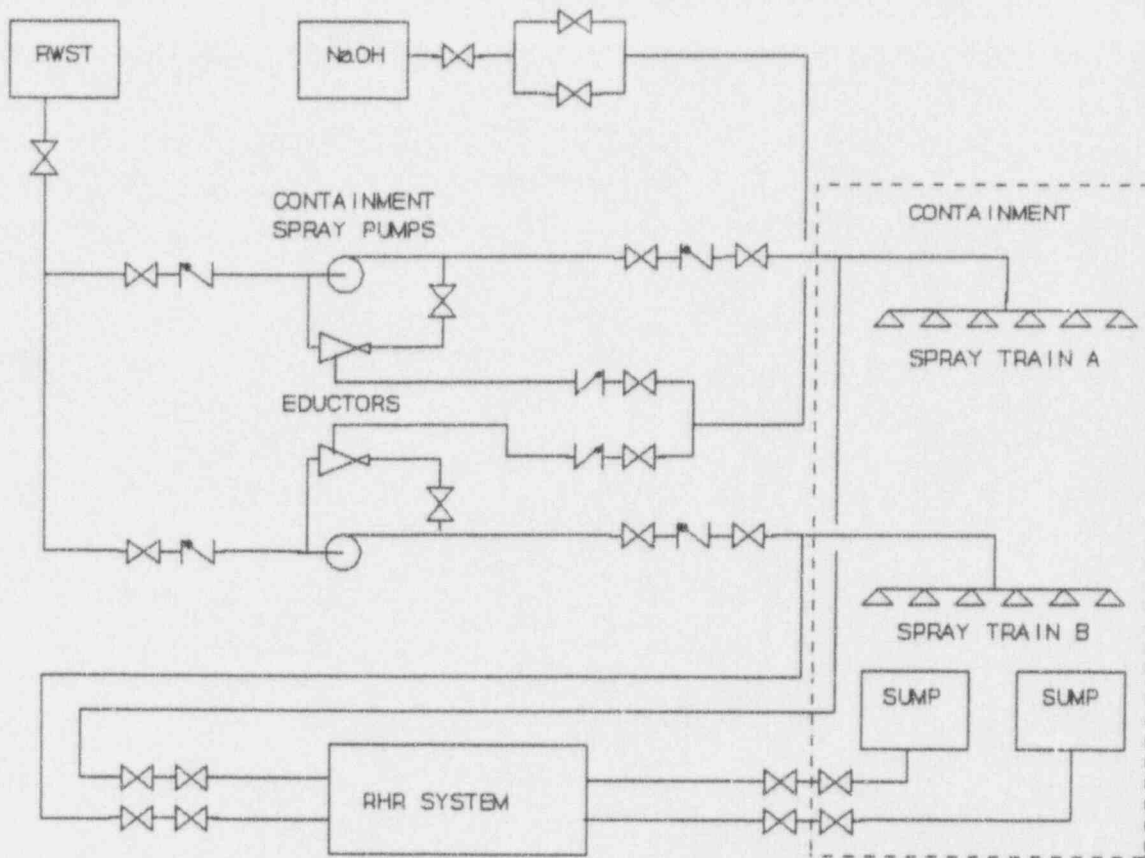 RWST
NaOH
CONTAINMENT
SPRAY PUMPS
CONTAINMENT
SPRAY TRAIN A
EDUCTORS
SPRAY TRAIN B
SUMP
SUMP
RHR SYSTEM